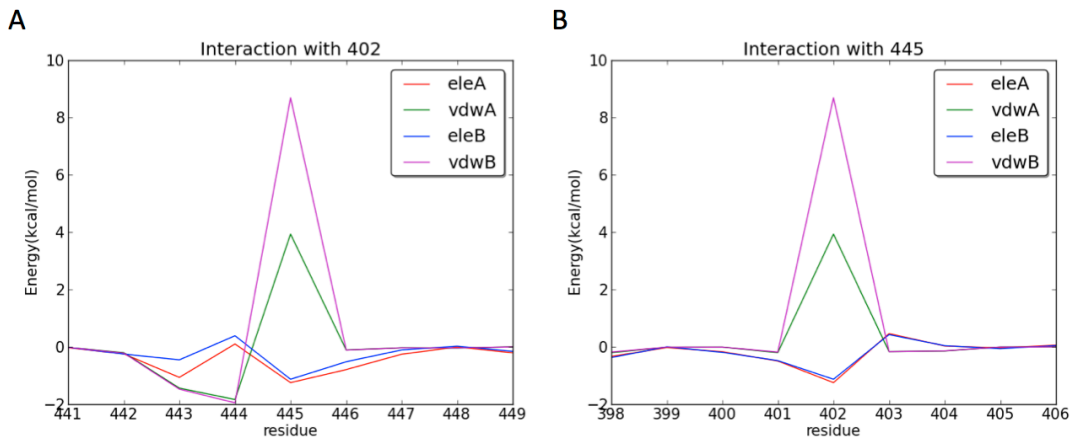 A
Interaction with 402
10
8
6
4
2
0
−2
Energy(kcal/mol)
eleA
vdwA
eleB
vdwB
441 442 443 444 445 446 447 448 449
residue
B
Interaction with 445
10
8
6
4
2
0
−2
Energy(kcal/mol)
eleA
vdwA
eleB
vdwB
398 399 400 401 402 403 404 405 406
residue